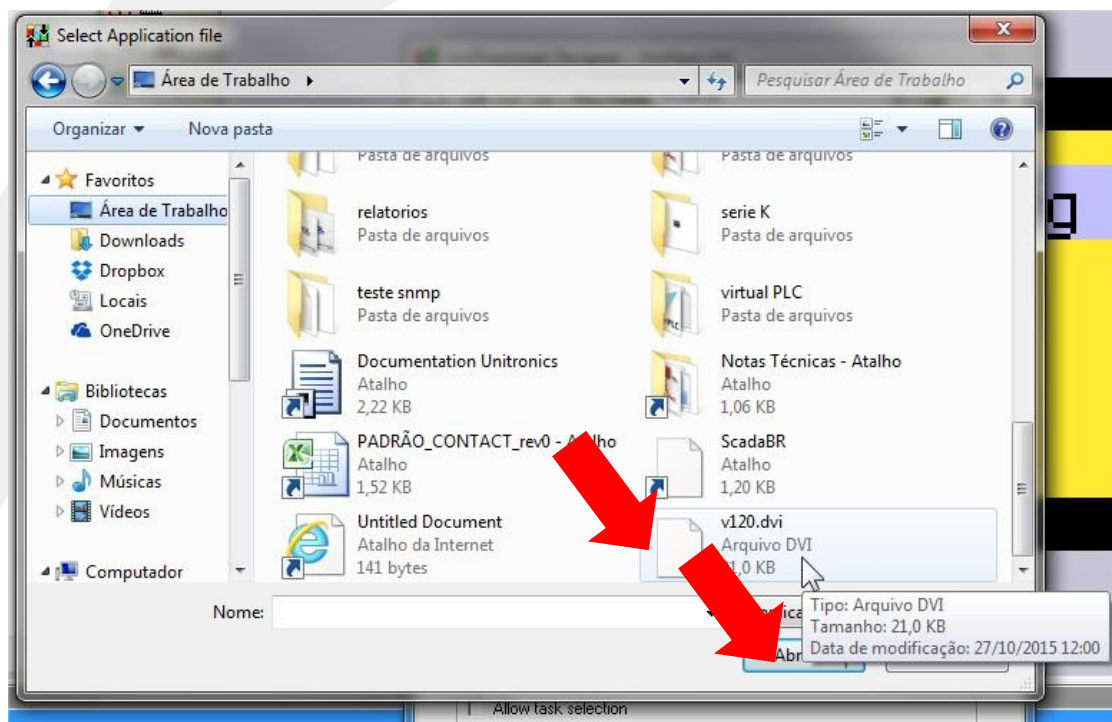 Select Application file
Área de Trabalho
Pesquisar Área de Trabalho
Organizar
Nova pasta
Favoritos
Área de Trabalho
Downloads
Dropbox
Locais
OneDrive
Bibliotecas
Documentos
Imagens
Músicas
Vídeos
Computador
Pasta de arquivos
Pasta de arquivos
relatorios
Pasta de arquivos
serie K
Pasta de arquivos
teste snmp
Pasta de arquivos
virtual PLC
Pasta de arquivos
Documentation Unitronics
Atalho
2,22 KB
Notas Técnicas - Atalho
Atalho
1,06 KB
PADRÃO_CONTACT_rev0 - Atalho
Atalho
1,52 KB
ScadaBR
Atalho
1,20 KB
Untitled Document
Atalho da Internet
141 bytes
v120.dvi
Arquivo DVI
21,0 KB
Nome:
Tipo: Arquivo DVI
Tamanho: 21,0 KB
Data de modificação: 27/10/2015 12:00
Allow task selection